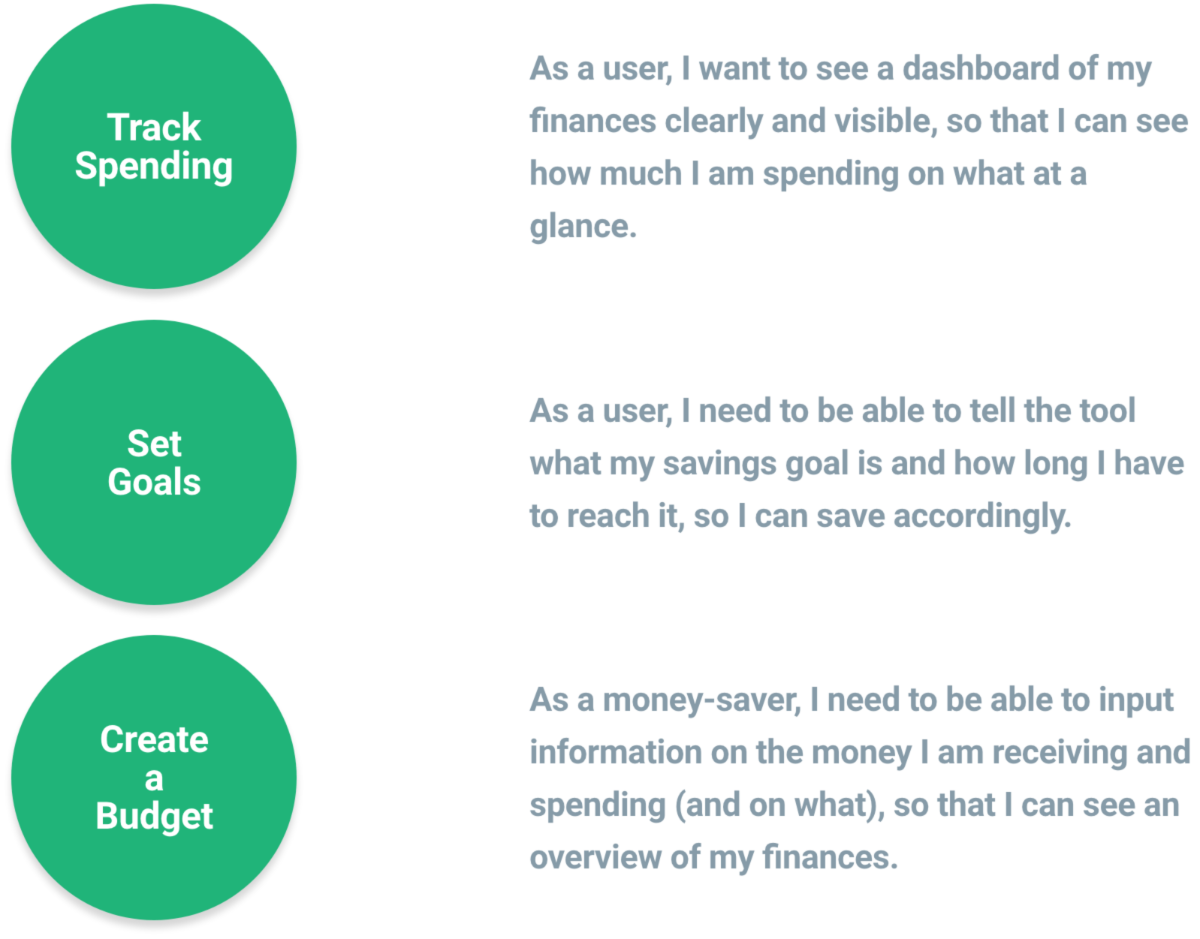 Track
Spending
As a user, I want to see a dashboard of my
finances clearly and visible, so that I can see
how much I am spending on what at a
glance.
Set
Goals
As a user, I need to be able to tell the tool
what my savings goal is and how long I have
to reach it, so I can save accordingly.
Create
a
Budget
As a money-saver, I need to be able to input
information on the money I am receiving and
spending (and on what), so that I can see an
overview of my finances.